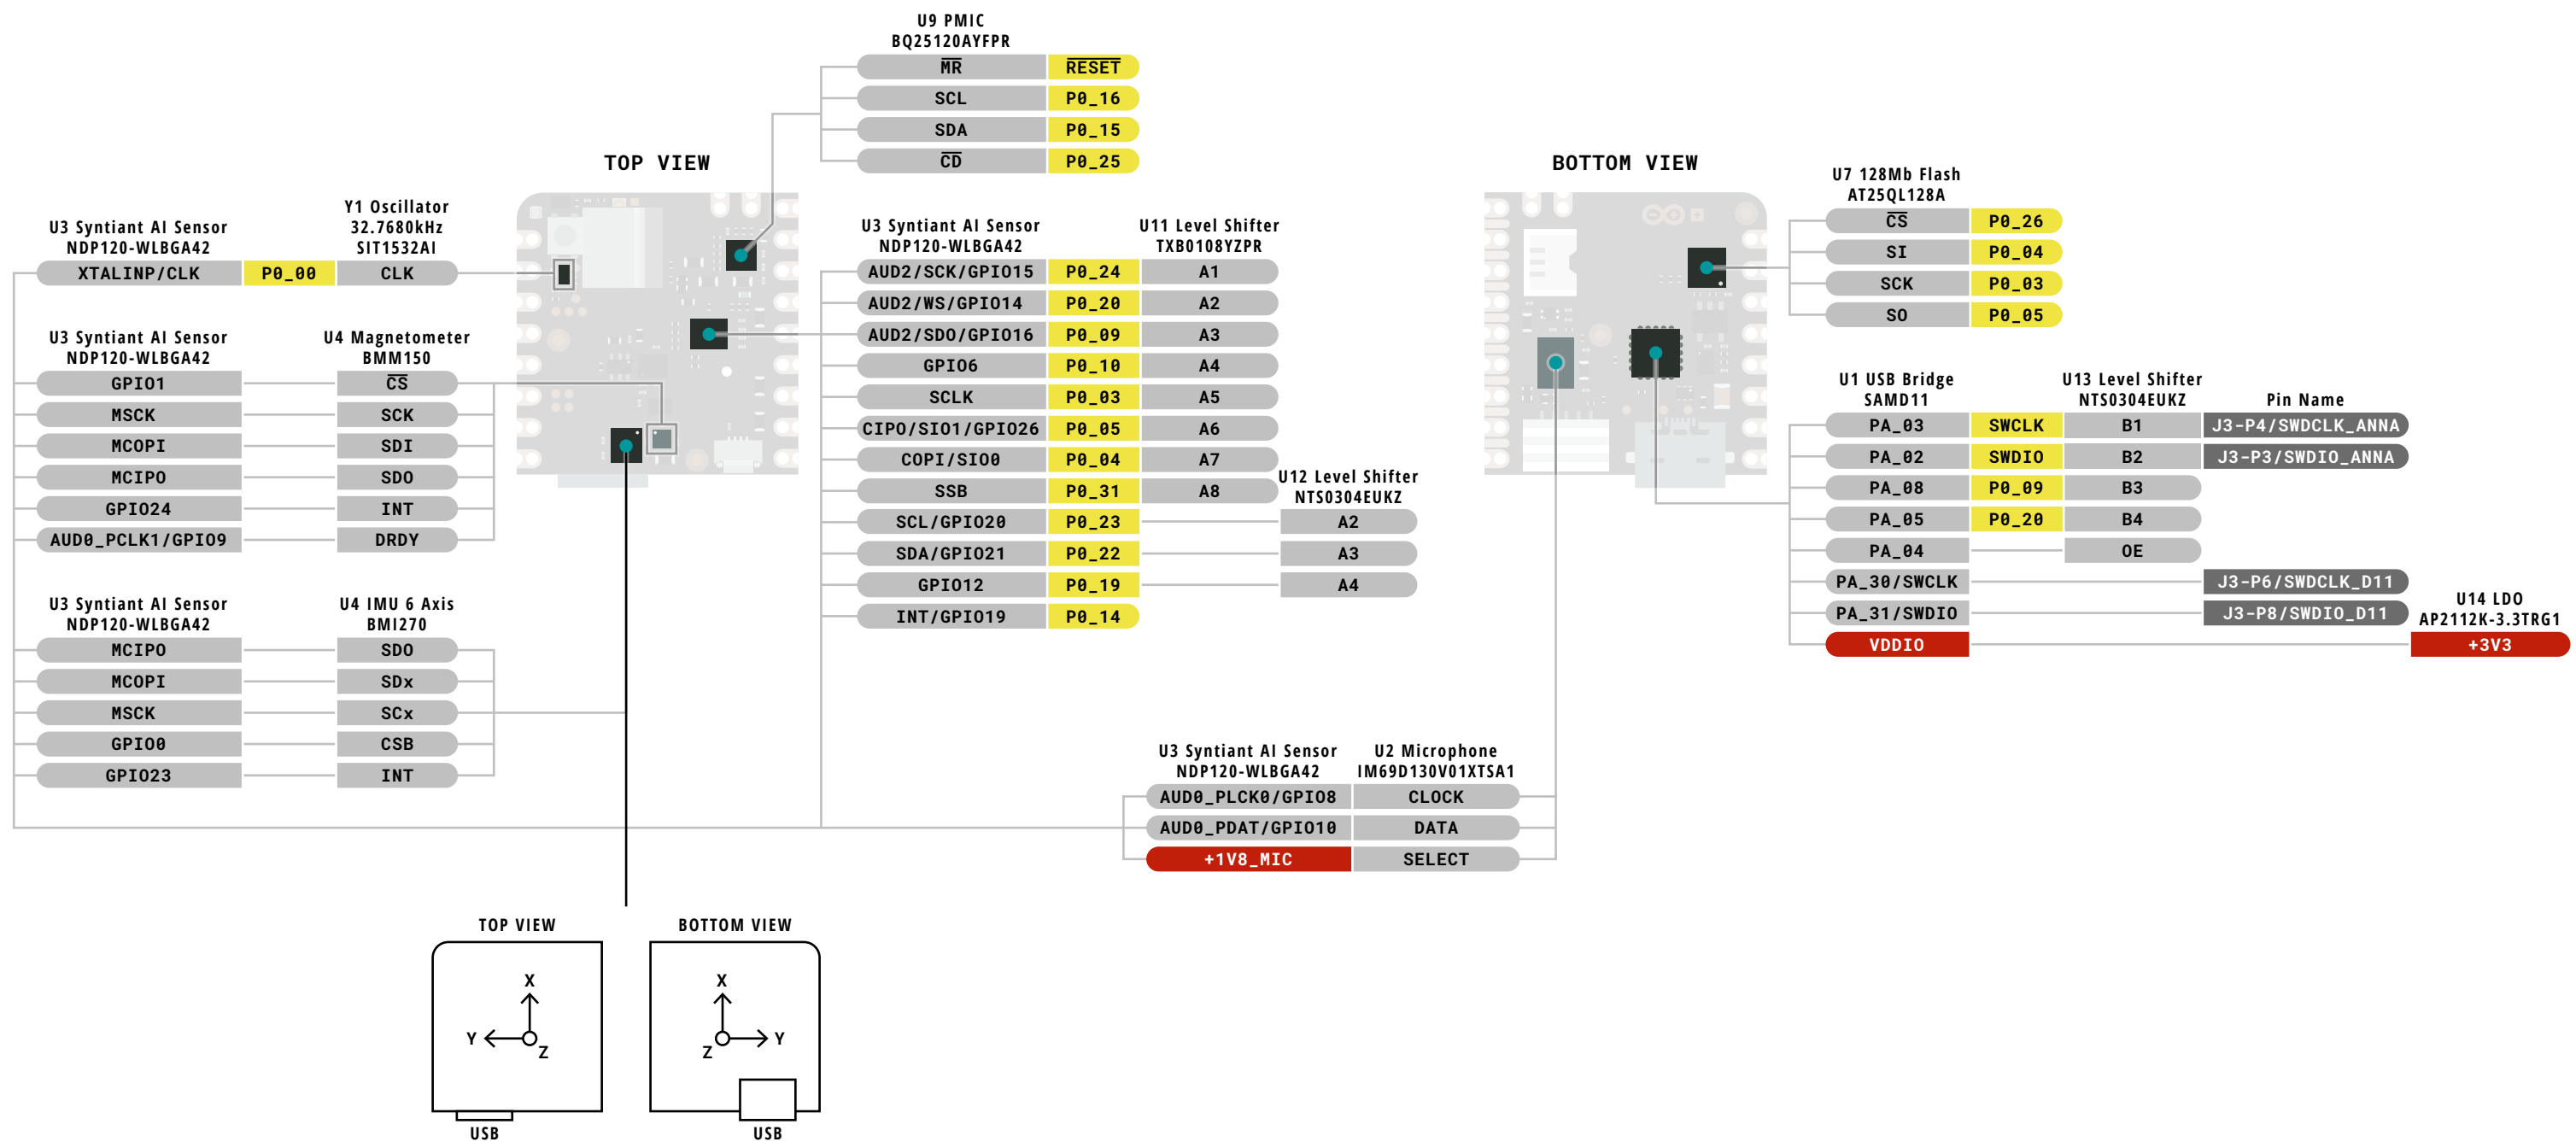 U9 PMIC
BQ25120AYFPR
MR RESET
SCL P0_16
SDA P0_15
CD P0_25
TOP VIEW
U3 Syntiant AI Sensor
NDP120-WLBGA42
Y1 Oscillator
32.7680kHz
SIT1532AI
XTALINP/CLK P0_00 CLK
U3 Syntiant AI Sensor
NDP120-WLBGA42
U4 Magnetometer
BMM150
GPIO1 CS
MSCK SCK
MCOPI SDI
MCIPO SDO
GPIO24 INT
AUD0_PCLK1/GPIO9 DRDY
U3 Syntiant AI Sensor
NDP120-WLBGA42
U4 IMU 6 Axis
BMI270
MCIPO SDO
MCOPI SDx
MSCK SCx
GPIO0 CSB
GPIO23 INT
U3 Syntiant AI Sensor
NDP120-WLBGA42
U11 Level Shifter
TXB0108YZPR
AUD2/SCK/GPIO15 P0_24 A1
AUD2/WS/GPIO14 P0_20 A2
AUD2/SDO/GPIO16 P0_09 A3
GPIO6 P0_10 A4
SCLK P0_03 A5
CIPO/SIO1/GPIO26 P0_05 A6
COPI/SIO0 P0_04 A7
SSB P0_31 A8
U12 Level Shifter
NTS0304EUKZ
SCL/GPIO20 P0_23 A2
SDA/GPIO21 P0_22 A3
GPIO12 P0_19 A4
INT/GPIO19 P0_14
BOTTOM VIEW
U7 128Mb Flash
AT25QL128A
CS P0_26
SI P0_04
SCK P0_03
SO P0_05
U1 USB Bridge
SAMD11
U13 Level Shifter
NTS0304EUKZ
Pin Name
PA_03 SWCLK B1 J3-P4/SWDCLK_ANNA
PA_02 SWDIO B2 J3-P3/SWDIO_ANNA
PA_08 P0_09 B3
PA_05 P0_20 B4
PA_04 OE
PA_30/SWCLK J3-P6/SWDCLK_D11
PA_31/SWDIO J3-P8/SWDIO_D11
U14 LDO
AP2112K-3.3TRG1
VDDIO +3V3
U3 Syntiant AI Sensor
NDP120-WLBGA42
U2 Microphone
IM69D130V01XTSA1
AUD0_PLCK0/GPIO8 CLOCK
AUD0_PDAT/GPIO10 DATA
+1V8_MIC SELECT
TOP VIEW
X
Y
Z
USB
BOTTOM VIEW
X
Z
Y
USB